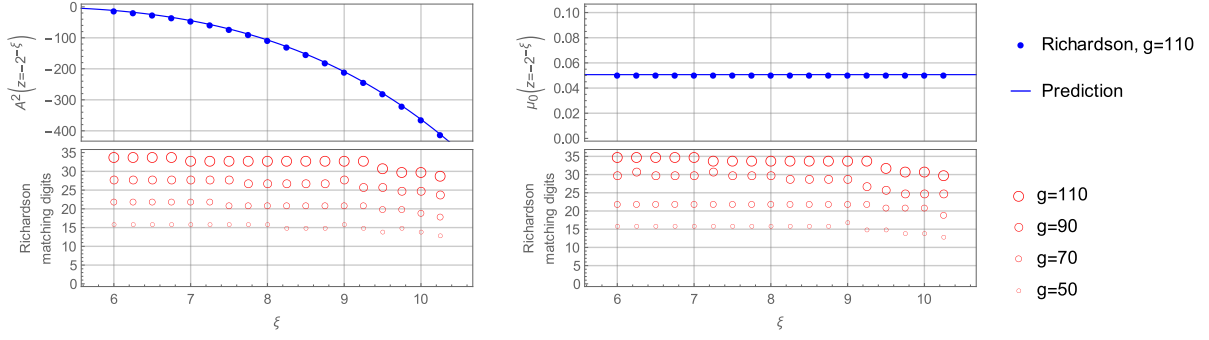 0
−100
−200
−300
−400
A²(z=−2^−ξ)
35
30
25
20
15
10
5
0
Richardson
matching digits
6 7 8 9 10
ξ
0.10
0.08
0.06
0.04
0.02
0.00
μ₀(z=−2^−ξ)
35
30
25
20
15
10
5
0
Richardson
matching digits
6 7 8 9 10
ξ
Richardson, g=110
Prediction
g=110
g=90
g=70
g=50